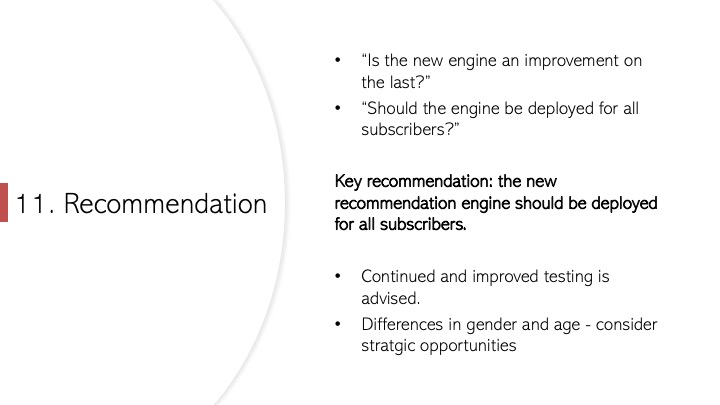 11. Recommendation
• “Is the new engine an improvement on
the last?”
• “Should the engine be deployed for all
subscribers?”
Key recommendation: the new
recommendation engine should be deployed
for all subscribers.
• Continued and improved testing is
advised.
• Differences in gender and age - consider
stratgic opportunities